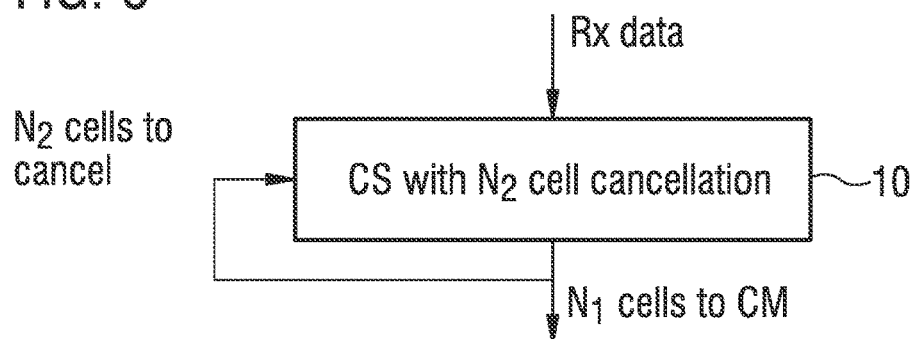 Rx data
N2 cells to
cancel
CS with N2 cell cancellation
10
N1 cells to CM